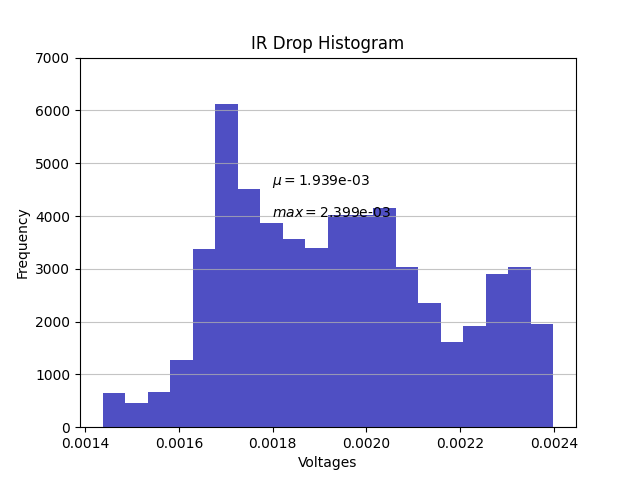 IR Drop Histogram
7000
6000
5000
4000
3000
2000
1000
0
Frequency
μ = 1.939e-03
max = 2.399e-03
0.0014 0.0016 0.0018 0.0020 0.0022 0.0024
Voltages